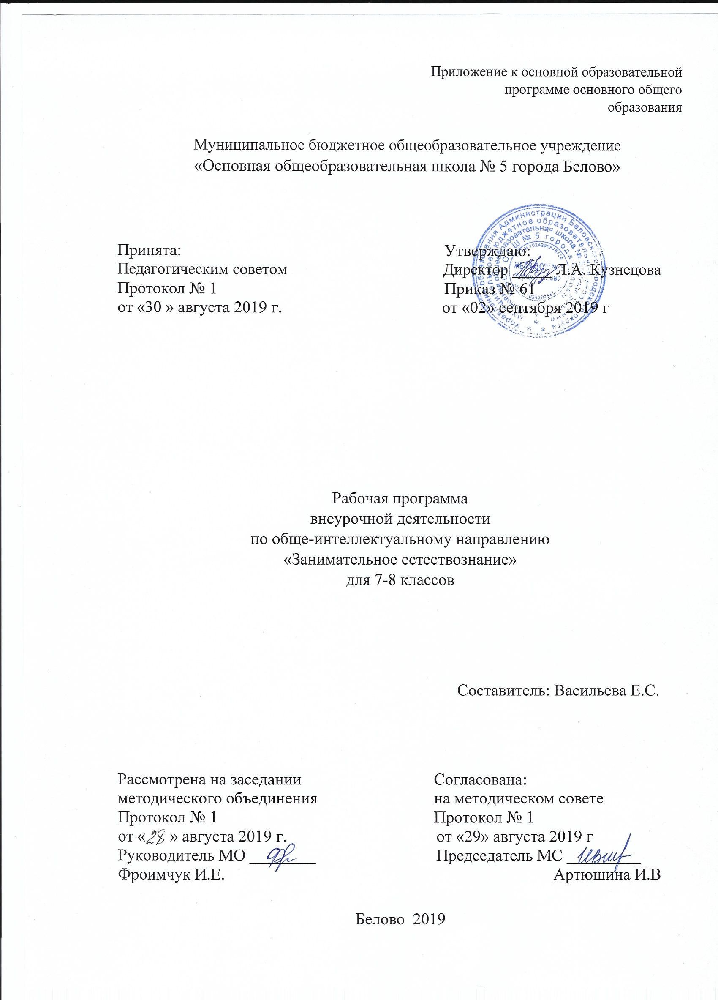 Приложение к основной образовательной
программе основного общего
образования
Муниципальное бюджетное общеобразовательное учреждение
«Основная общеобразовательная школа № 5 города Белово»
Принята:
Педагогическим советом
Протокол № 1
от «30 » августа 2019 г.
Утверждаю:
Директор _____ Л.А. Кузнецова
Приказ № 61
от «02» сентября 2019 г
Рабочая программа
внеурочной деятельности
по обще-интеллектуальному направлению
«Занимательное естествознание»
для 7-8 классов
Составитель: Васильева Е.С.
Рассмотрена на заседании
методического объединения
Протокол № 1
от «28 » августа 2019 г.
Руководитель МО ________
Фроимчук И.Е.
Согласована:
на методическом совете
Протокол № 1
от «29» августа 2019 г
Председатель МС _________
Артюшина И.В
Белово  2019